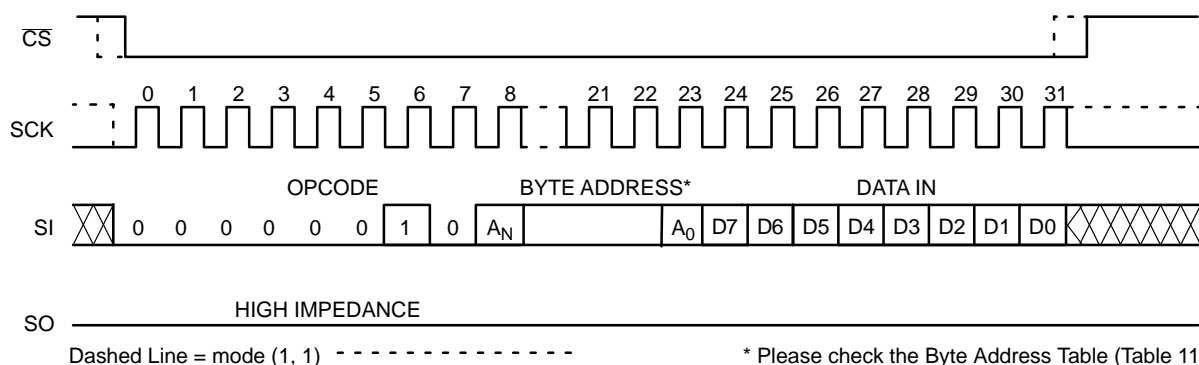 CS
0 1 2 3 4 5 6 7 8 21 22 23 24 25 26 27 28 29 30 31
SCK
OPCODE BYTE ADDRESS* DATA IN
SI 0 0 0 0 0 0 1 0 AN A0 D7 D6 D5 D4 D3 D2 D1 D0
HIGH IMPEDANCE
SO
Dashed Line = mode (1, 1) * Please check the Byte Address Table (Table 11